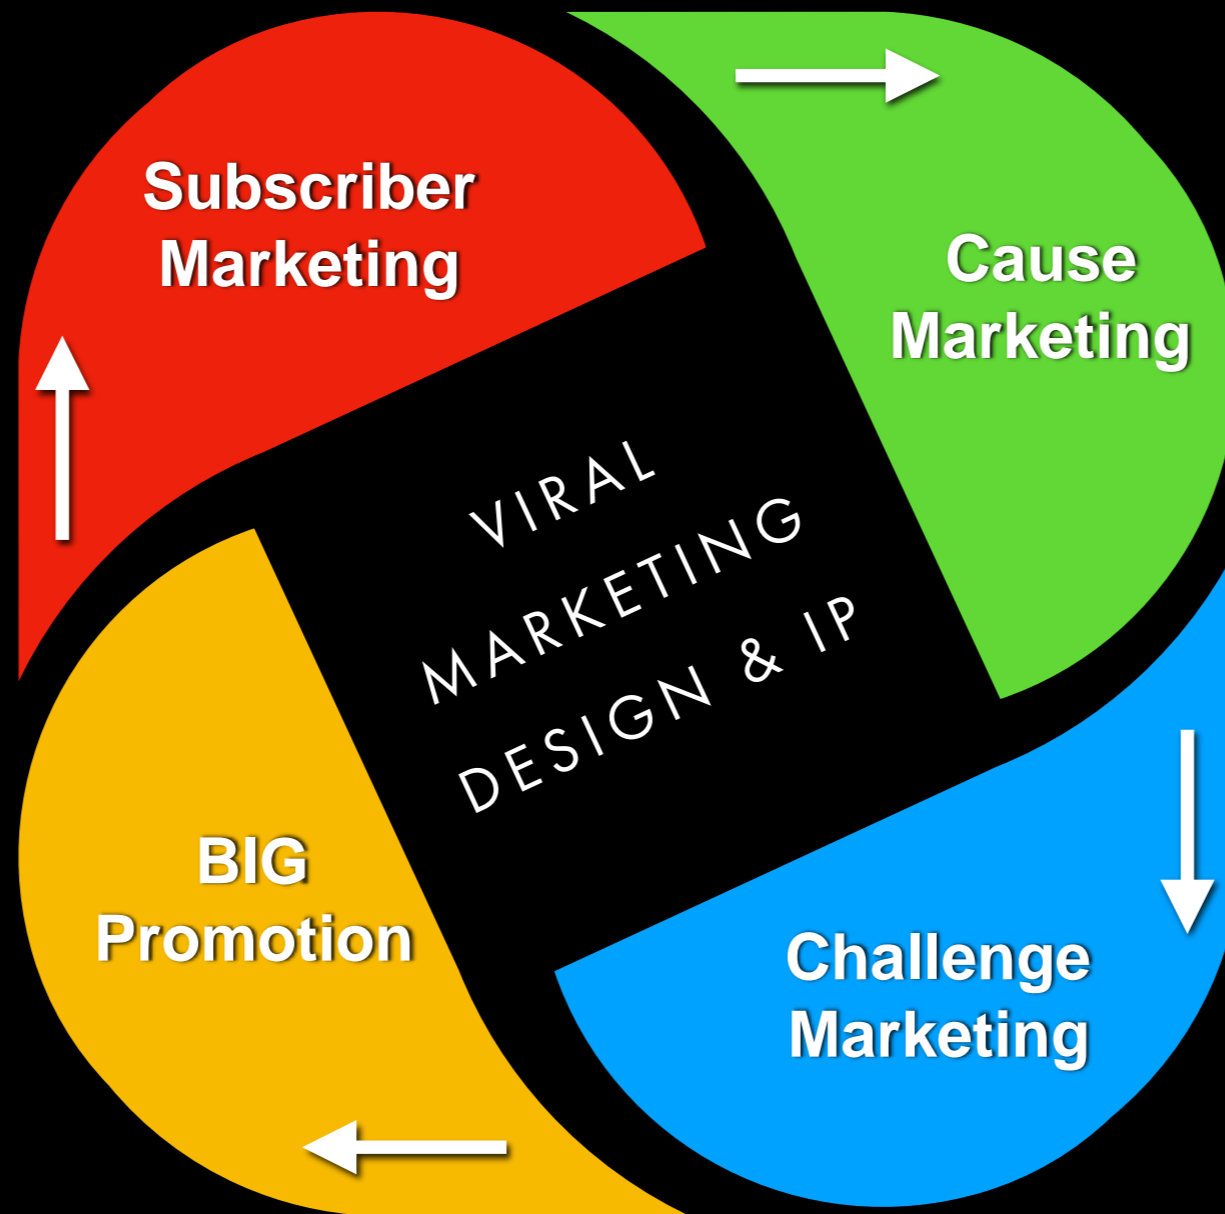 Subscriber
Marketing
Cause
Marketing
VIRAL
MARKETING
DESIGN & IP
BIG
Promotion
Challenge
Marketing